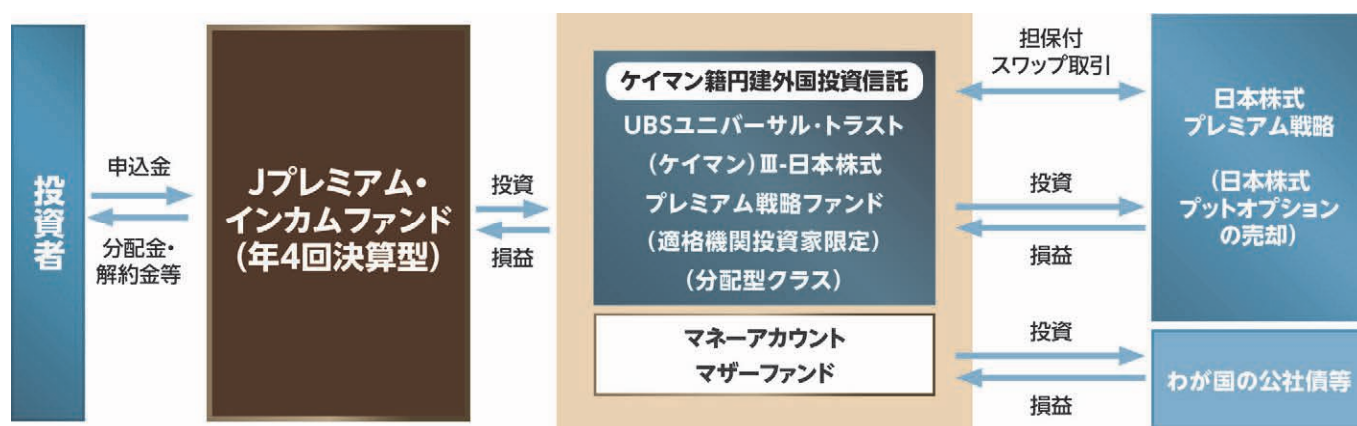 投資者
申込金
分配金・
解約金等
Jプレミアム・
インカムファンド
(年4回決算型)
投資
損益
ケイマン籍円建外国投資信託
UBSユニバーサル・トラスト
(ケイマン)Ⅲ-日本株式
プレミアム戦略ファンド
(適格機関投資家限定)
(分配型クラス)
マネーアカウント
マザーファンド
担保付
スワップ取引
投資
損益
投資
損益
日本株式
プレミアム戦略
(日本株式
プットオプション
の売却)
わが国の公社債等